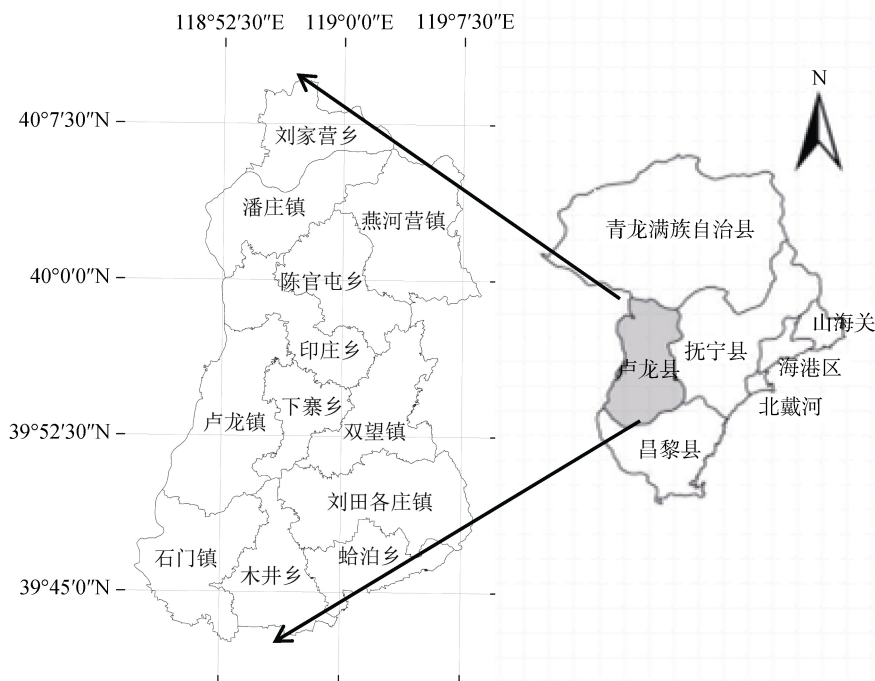 118°52′30″E
119°0′0″E
119°7′30″E
N
40°7′30″N
刘家营乡
潘庄镇
燕河营镇
青龙满族自治县
40°0′0″N
陈官屯乡
山海关
印庄乡
抚宁县
海港区
卢龙县
北戴河
下寨乡
卢龙镇
双望镇
39°52′30″N
昌黎县
刘田各庄镇
石门镇
蛤泊乡
木井乡
39°45′0″N